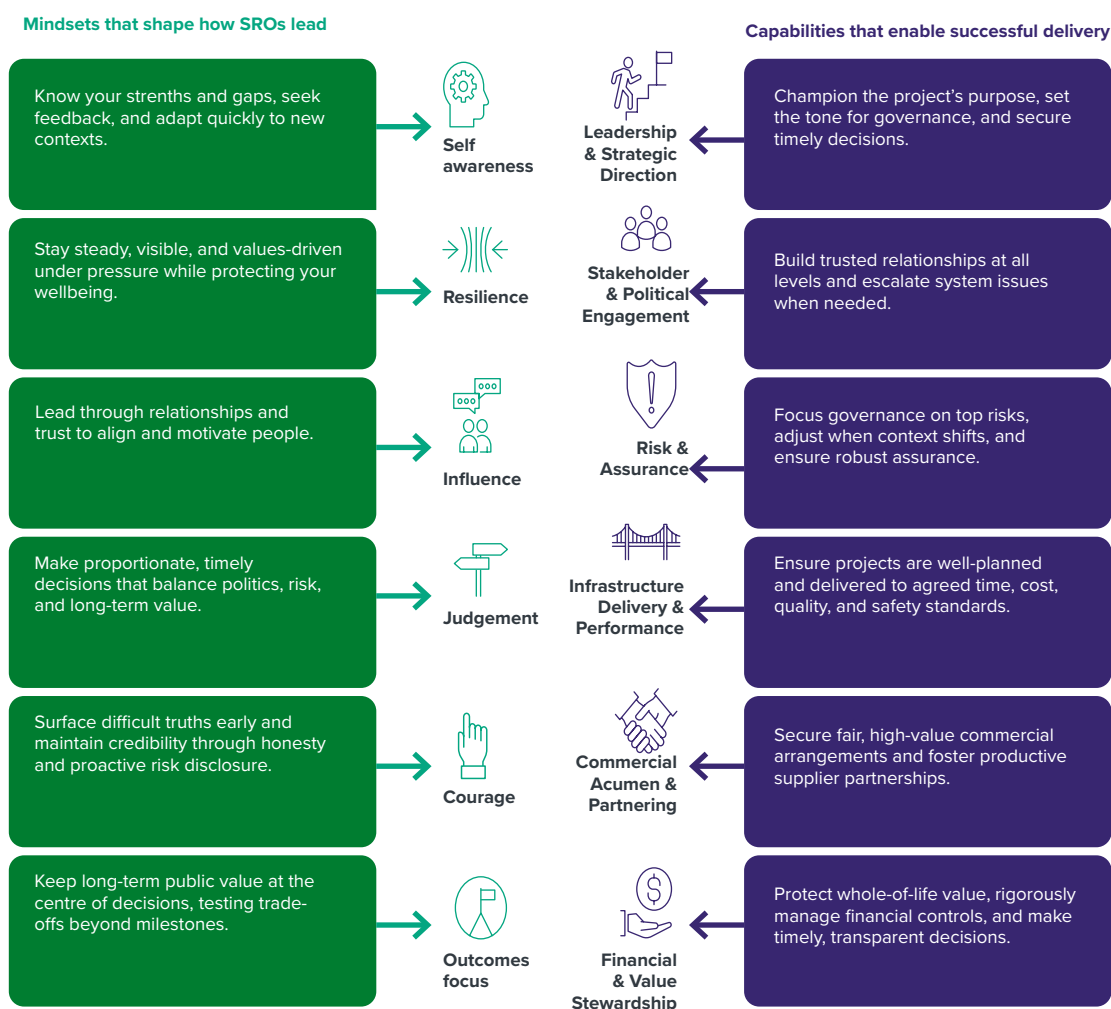 Mindsets that shape how SROs lead
Know your strenths and gaps, seek
feedback, and adapt quickly to new
contexts.
Self
awareness
Stay steady, visible, and values-driven
under pressure while protecting your
wellbeing.
Resilience
Lead through relationships and
trust to align and motivate people.
Influence
Make proportionate, timely
decisions that balance politics, risk,
and long-term value.
Judgement
Surface difficult truths early and
maintain credibility through honesty
and proactive risk disclosure.
Courage
Keep long-term public value at the
centre of decisions, testing trade-
offs beyond milestones.
Outcomes
focus
Capabilities that enable successful delivery
Leadership
& Strategic
Direction
Champion the project’s purpose, set
the tone for governance, and secure
timely decisions.
Stakeholder
& Political
Engagement
Build trusted relationships at all
levels and escalate system issues
when needed.
Risk &
Assurance
Focus governance on top risks,
adjust when context shifts, and
ensure robust assurance.
Infrastructure
Delivery &
Performance
Ensure projects are well-planned
and delivered to agreed time, cost,
quality, and safety standards.
Commercial
Acumen &
Partnering
Secure fair, high-value commercial
arrangements and foster productive
supplier partnerships.
Financial
& Value
Stewardship
Protect whole-of-life value, rigorously
manage financial controls, and make
timely, transparent decisions.